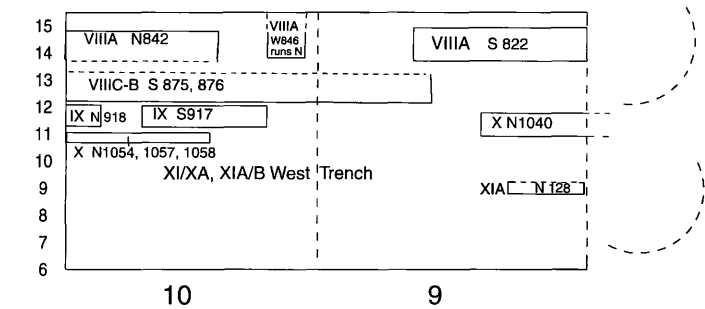 15
14
13
12
11
10
9
8
7
6
VIIIA N842
VIIIA
W846
runs N
VIIIA S 822
VIIIC-B S 875, 876
IX N 918
IX S917
X N1040
X N1054, 1057, 1058
XI/XA, XIA/B West Trench
XIA N 128
10
9